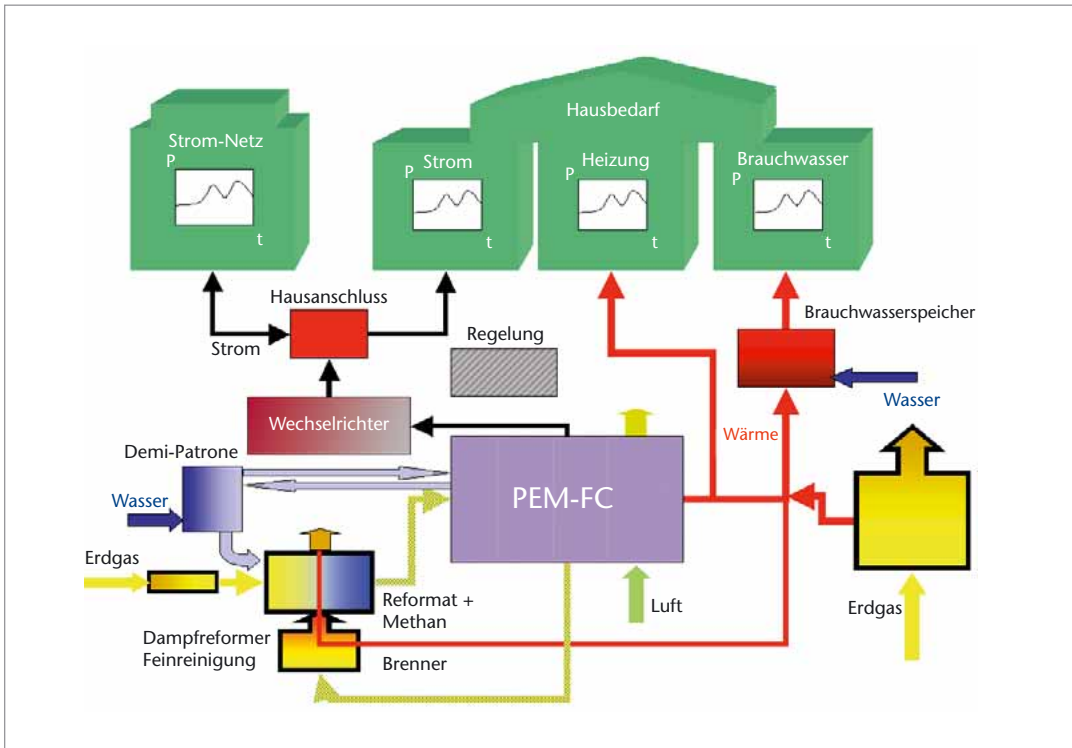 Hausbedarf
Strom-Netz
P
t
Strom
P
t
Heizung
P
t
Brauchwasser
P
t
Hausanschluss
Strom
Regelung
Brauchwasserspeicher
Wasser
Wechselrichter
Wärme
Demi-Patrone
Wasser
PEM-FC
Erdgas
Reformat +
Methan
Luft
Erdgas
Dampfreformer
Feinreinigung
Brenner